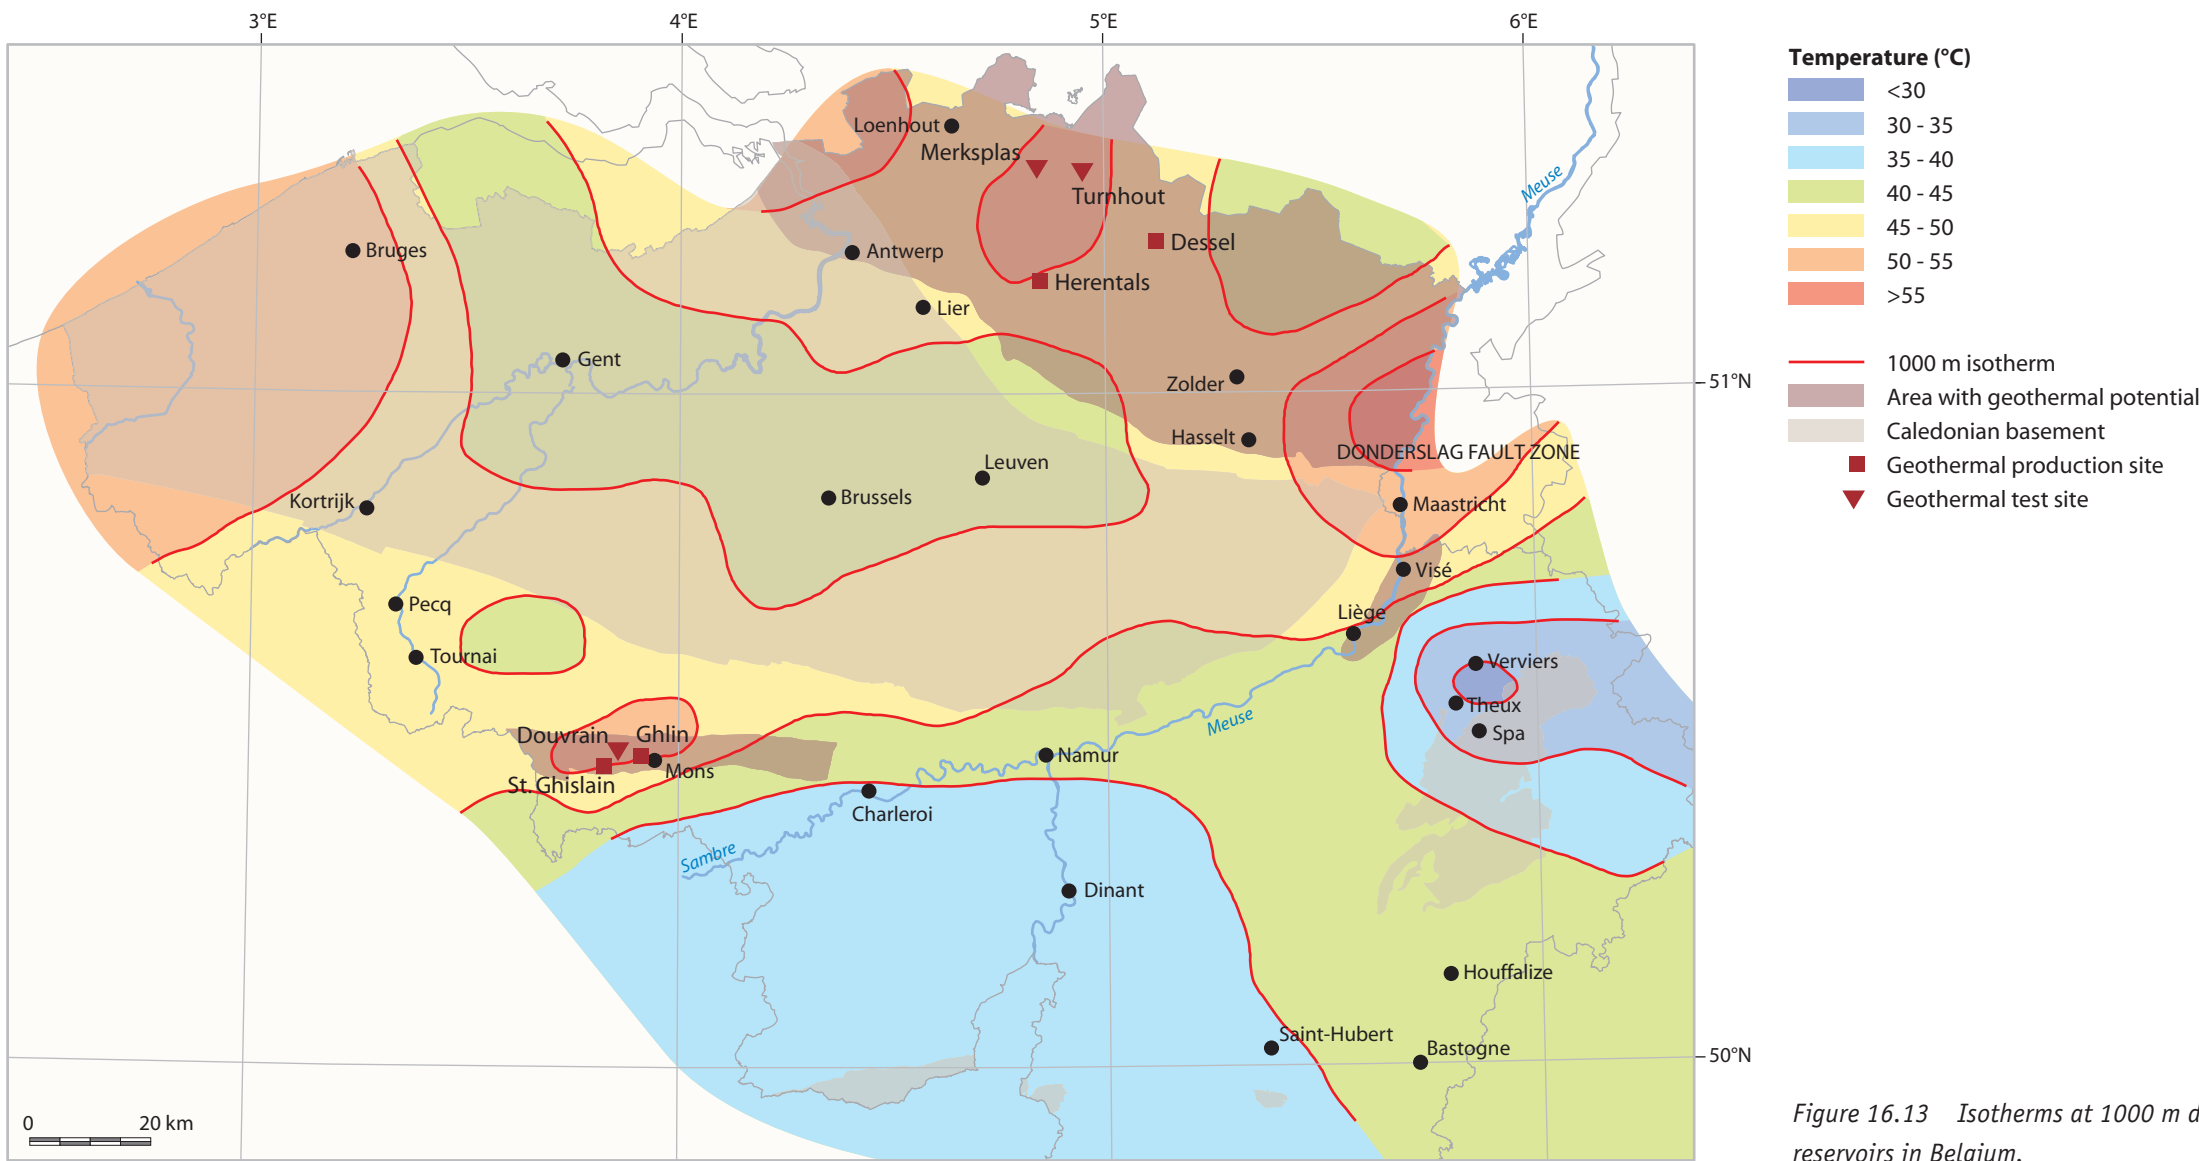 3°E
4°E
5°E
6°E
Temperature (°C)
<30
30 - 35
35 - 40
40 - 45
45 - 50
50 - 55
>55
1000 m isotherm
Area with geothermal potential
Caledonian basement
Geothermal production site
Geothermal test site
Loenhout
Merksplas
Turnhout
Meuse
Bruges
Antwerp
Dessel
Herentals
Lier
Gent
Zolder
51°N
Hasselt
DONDERSLAG FAULT ZONE
Leuven
Kortrijk
Brussels
Maastricht
Visé
Pecq
Liège
Tournai
Verviers
Theux
Spa
Meuse
Douvrain
Ghlin
Mons
St. Ghislain
Namur
Charleroi
Sambre
Dinant
Houffalize
Saint-Hubert
Bastogne
50°N
0
20 km
Figure 16.13 Isotherms at 1000 m d
reservoirs in Belgium.